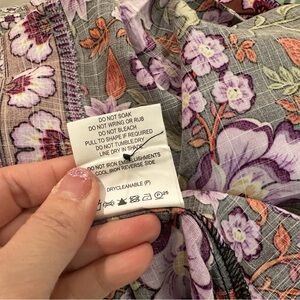 DO NOT SOAK
DO NOT WRING OR RUB
DO NOT BLEACH
PULL TO SHAPE IF REQUIRED
DO NOT TUMBLE DRY
LINE DRY IN SHADE
DO NOT IRON EMBELLISHMENTS
COOL IRON REVERSE SIDE
DRYCLEANABLE (P)